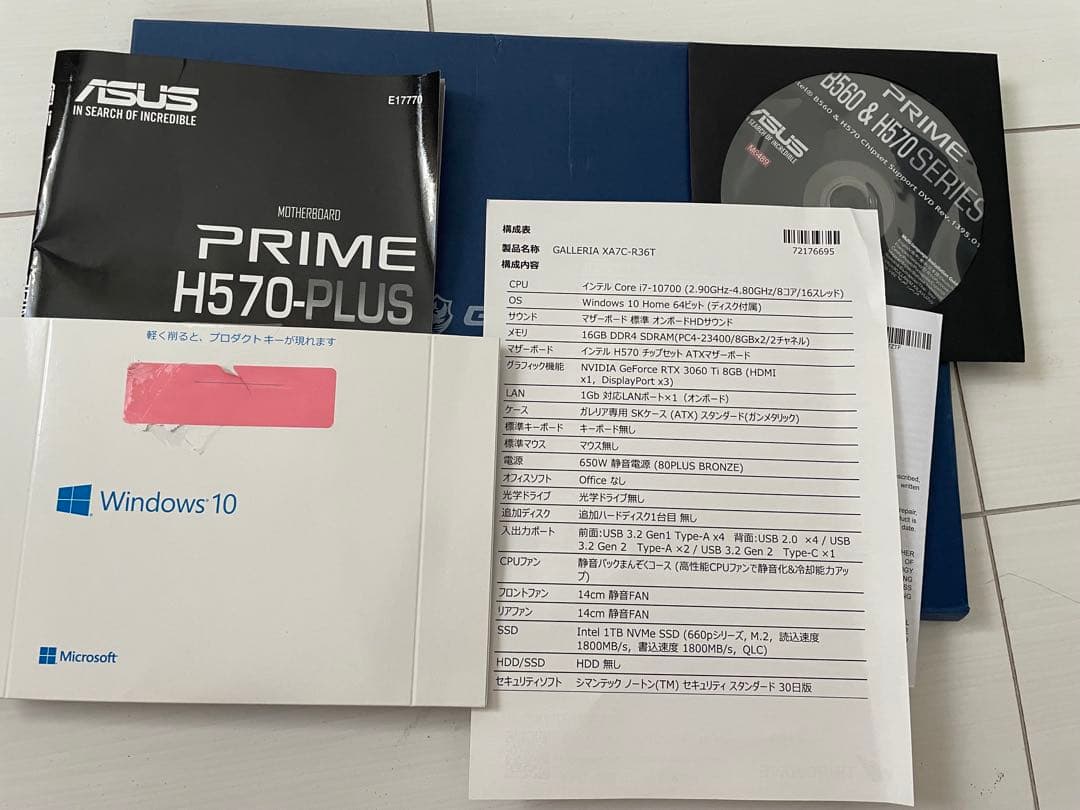 ASUS
IN SEARCH OF INCREDIBLE
E17770
MOTHERBOARD
PRIME
H570-PLUS
PRIME
B560 & H570 SERIES
Intel® B560 & H570 Chipset Support DVD Rev.1395.01
ASUS
IN SEARCH OF INCREDIBLE
軽く削ると、プロダクト キーが現れます
Windows 10
Microsoft
構成表
製品名称 GALLERIA XA7C-R36T
72176695
構成内容
CPU インテル Core i7-10700 (2.90GHz-4.80GHz/8コア/16スレッド)
OS Windows 10 Home 64ビット (ディスク付属)
サウンド マザーボード 標準 オンボードHDサウンド
メモリ 16GB DDR4 SDRAM(PC4-23400/8GBx2/2チャネル)
マザーボード インテル H570 チップセット ATXマザーボード
グラフィック機能 NVIDIA GeForce RTX 3060 Ti 8GB (HDMI
x1, DisplayPort x3)
LAN 1Gb 対応LANポート×1 (オンボード)
ケース ガレリア専用 SKケース (ATX) スタンダード(ガンメタリック)
標準キーボード キーボード無し
標準マウス マウス無し
電源 650W 静音電源 (80PLUS BRONZE)
オフィスソフト Office なし
光学ドライブ 光学ドライブ無し
追加ディスク 追加ハードディスク1台目 無し
入出力ポート 前面:USB 3.2 Gen1 Type-A x4 背面:USB 2.0 ×4 / USB
3.2 Gen 2 Type-A ×2 / USB 3.2 Gen 2 Type-C ×1
CPUファン 静音パックまんぞくコース (高性能CPUファンで静音化&冷却能力アッ
プ)
フロントファン 14cm 静音FAN
リアファン 14cm 静音FAN
SSD Intel 1TB NVMe SSD (660pシリーズ, M.2, 読込速度
1800MB/s, 書込速度 1800MB/s, QLC)
HDD/SSD HDD 無し
セキュリティソフト シマンテック ノートン(TM) セキュリティ スタンダード 30日版
written
date.
OF